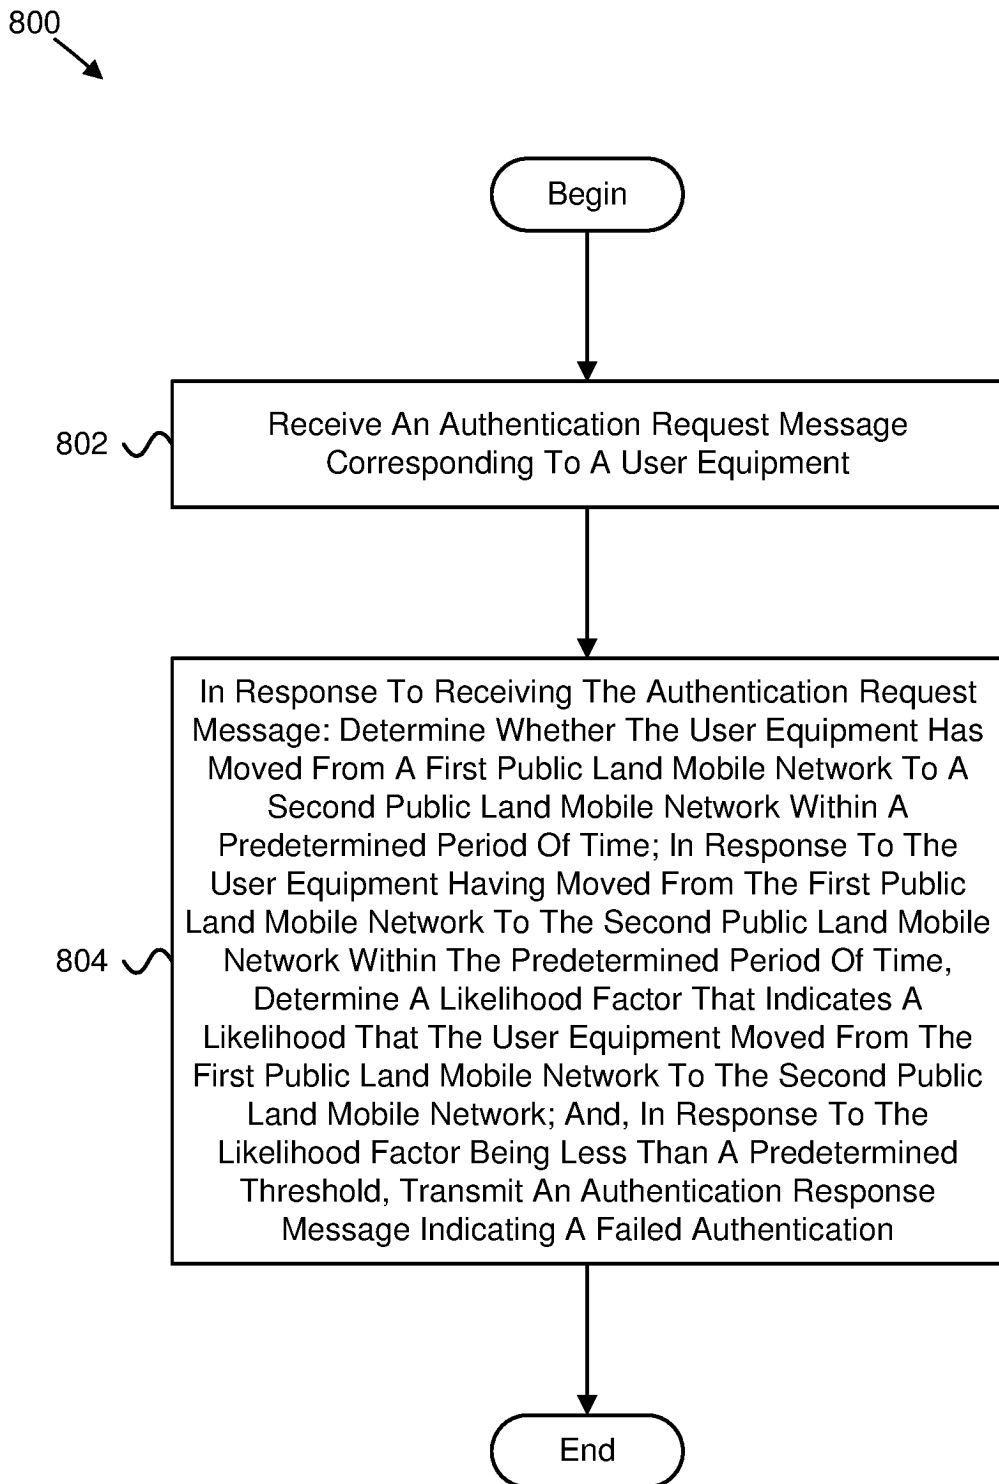 800
Begin
802
Receive An Authentication Request Message
Corresponding To A User Equipment
804
In Response To Receiving The Authentication Request
Message: Determine Whether The User Equipment Has
Moved From A First Public Land Mobile Network To A
Second Public Land Mobile Network Within A
Predetermined Period Of Time; In Response To The
User Equipment Having Moved From The First Public
Land Mobile Network To The Second Public Land Mobile
Network Within The Predetermined Period Of Time,
Determine A Likelihood Factor That Indicates A
Likelihood That The User Equipment Moved From The
First Public Land Mobile Network To The Second Public
Land Mobile Network; And, In Response To The
Likelihood Factor Being Less Than A Predetermined
Threshold, Transmit An Authentication Response
Message Indicating A Failed Authentication
End